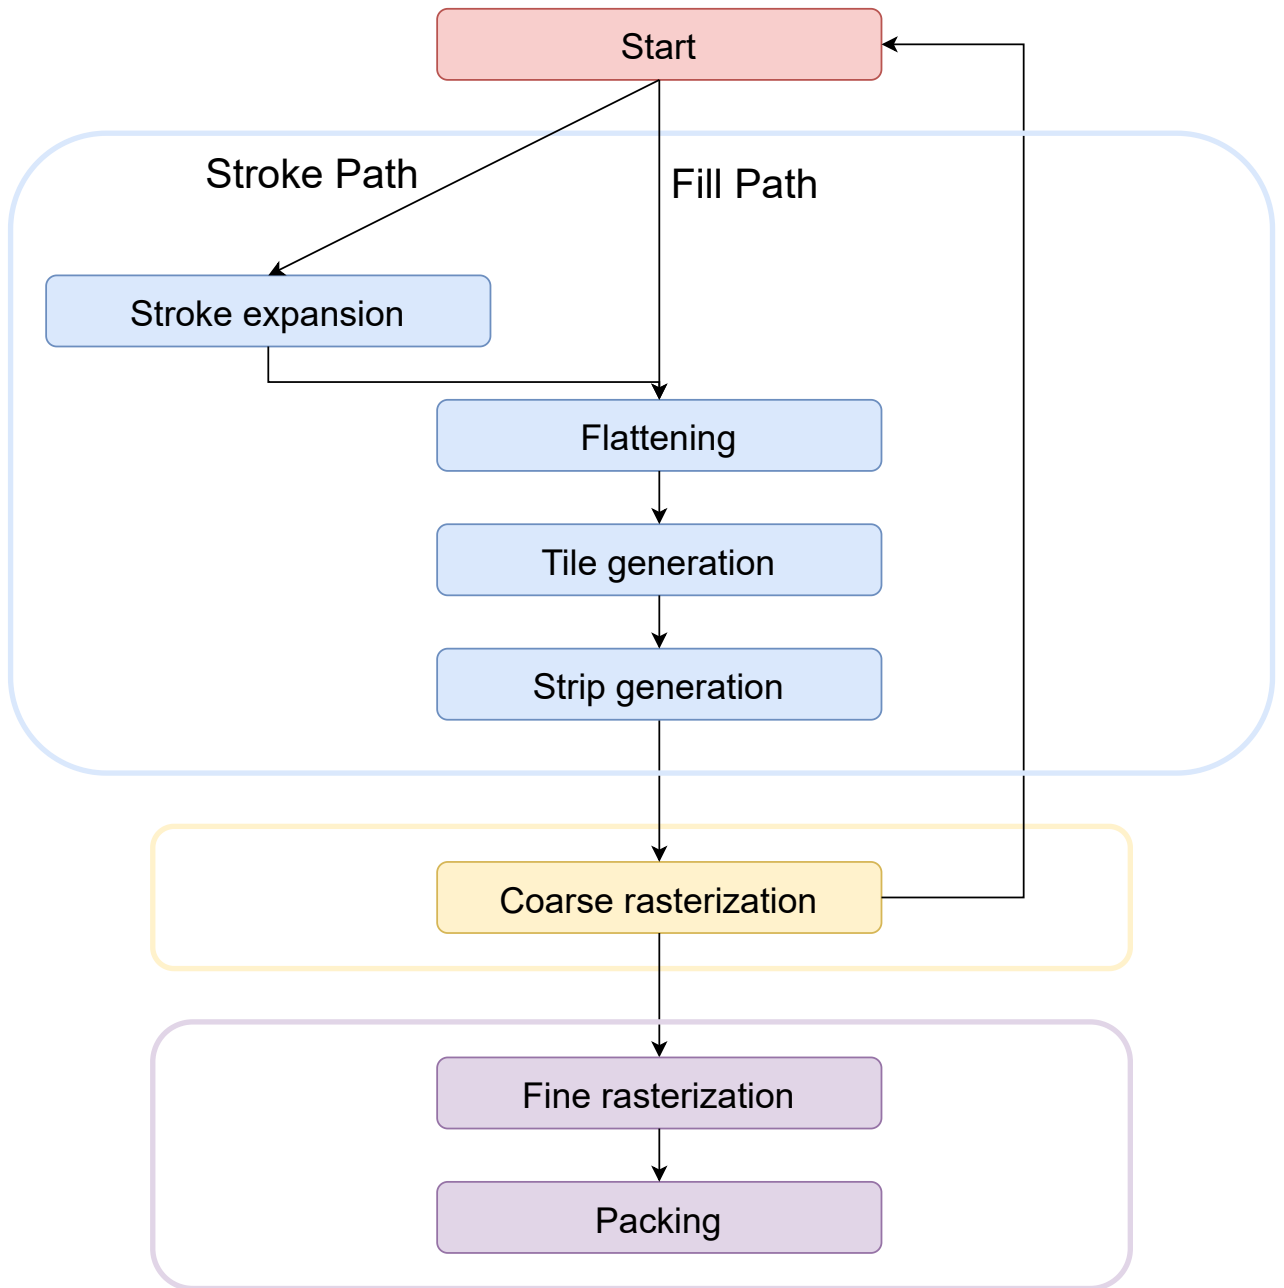 Start
Stroke Path
Fill Path
Stroke expansion
Flattening
Tile generation
Strip generation
Coarse rasterization
Fine rasterization
Packing